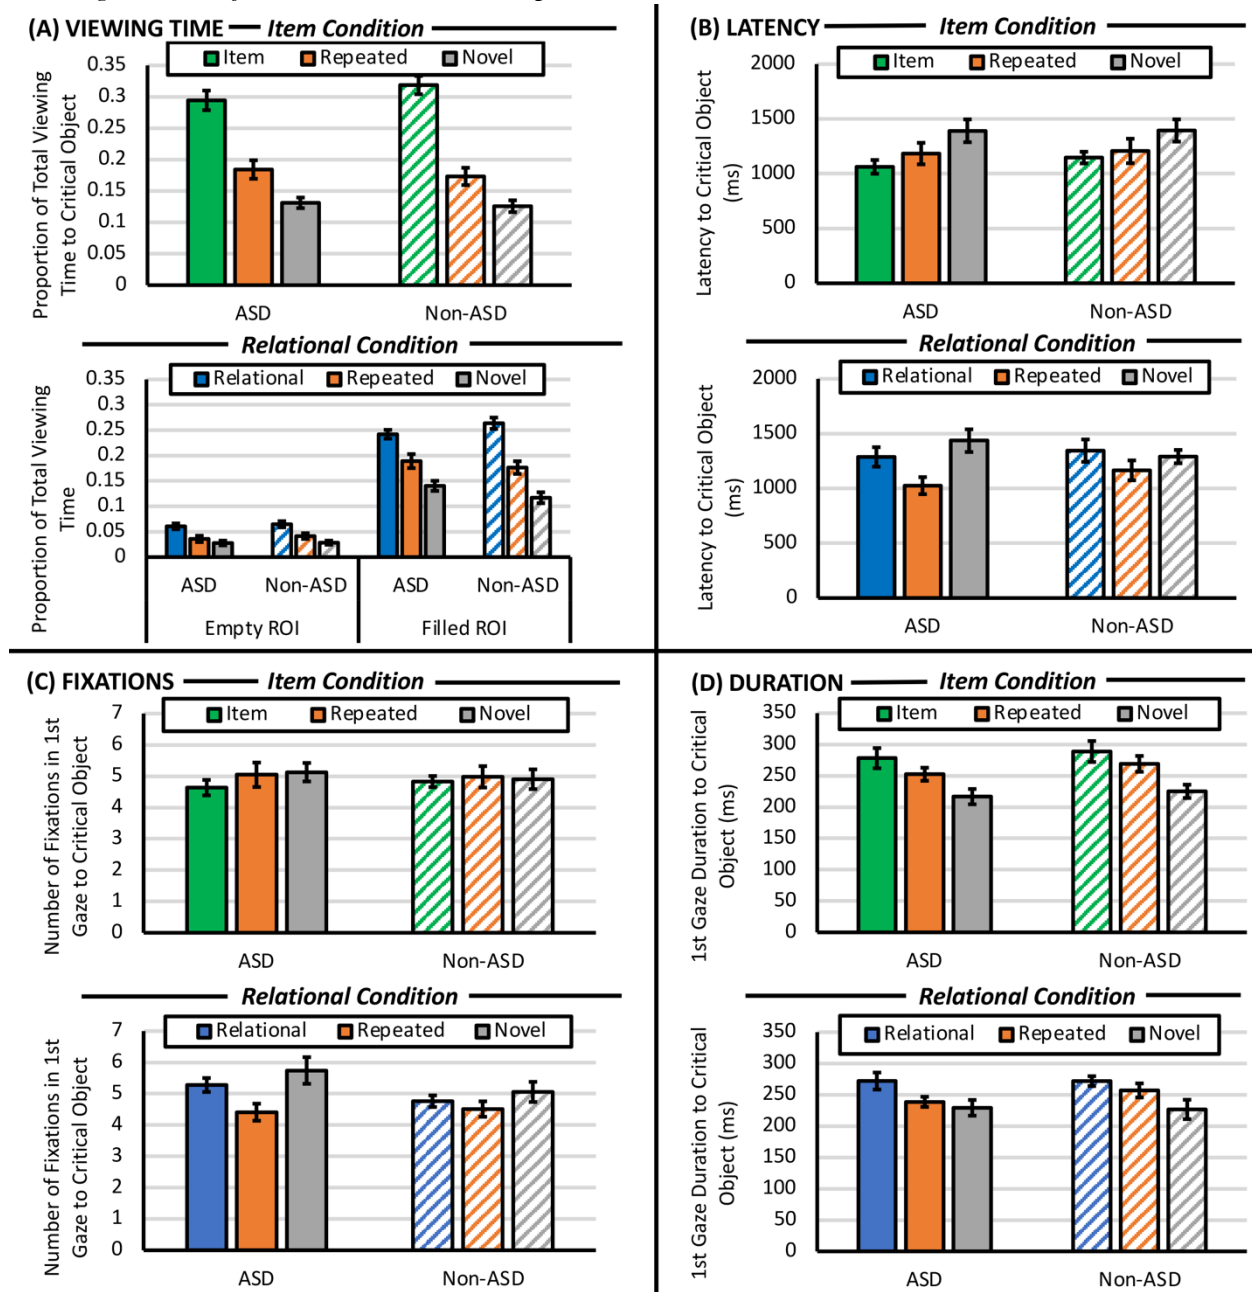 (A) VIEWING TIME
Item Condition
Item Repeated Novel
Proportion of Total Viewing
Time to Critical Object
0.35
0.3
0.25
0.2
0.15
0.1
0.05
0
ASD Non-ASD
Relational Condition
Relational Repeated Novel
Proportion of Total Viewing
Time
0.35
0.3
0.25
0.2
0.15
0.1
0.05
0
ASD Non-ASD ASD Non-ASD
Empty ROI Filled ROI
(B) LATENCY
Item Condition
Item Repeated Novel
Latency to Critical Object
(ms)
2000
1500
1000
500
0
ASD Non-ASD
Relational Condition
Relational Repeated Novel
Latency to Critical Object
(ms)
2000
1500
1000
500
0
ASD Non-ASD
(C) FIXATIONS
Item Condition
Item Repeated Novel
Number of Fixations in 1st
Gaze to Critical Object
7
6
5
4
3
2
1
0
ASD Non-ASD
Relational Condition
Relational Repeated Novel
Number of Fixations in 1st
Gaze to Critical Object
7
6
5
4
3
2
1
0
ASD Non-ASD
(D) DURATION
Item Condition
Item Repeated Novel
1st Gaze Duration to Critical
Object (ms)
350
300
250
200
150
100
50
0
ASD Non-ASD
Relational Condition
Relational Repeated Novel
1st Gaze Duration to Critical
Object (ms)
350
300
250
200
150
100
50
0
ASD Non-ASD